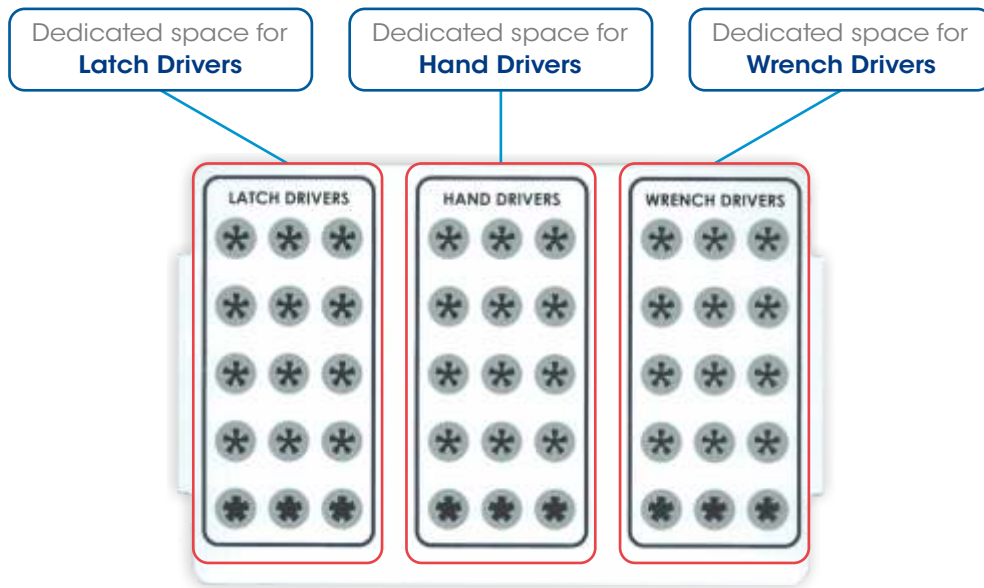 Dedicated space for
Latch Drivers
Dedicated space for
Hand Drivers
Dedicated space for
Wrench Drivers
LATCH DRIVERS
HAND DRIVERS
WRENCH DRIVERS